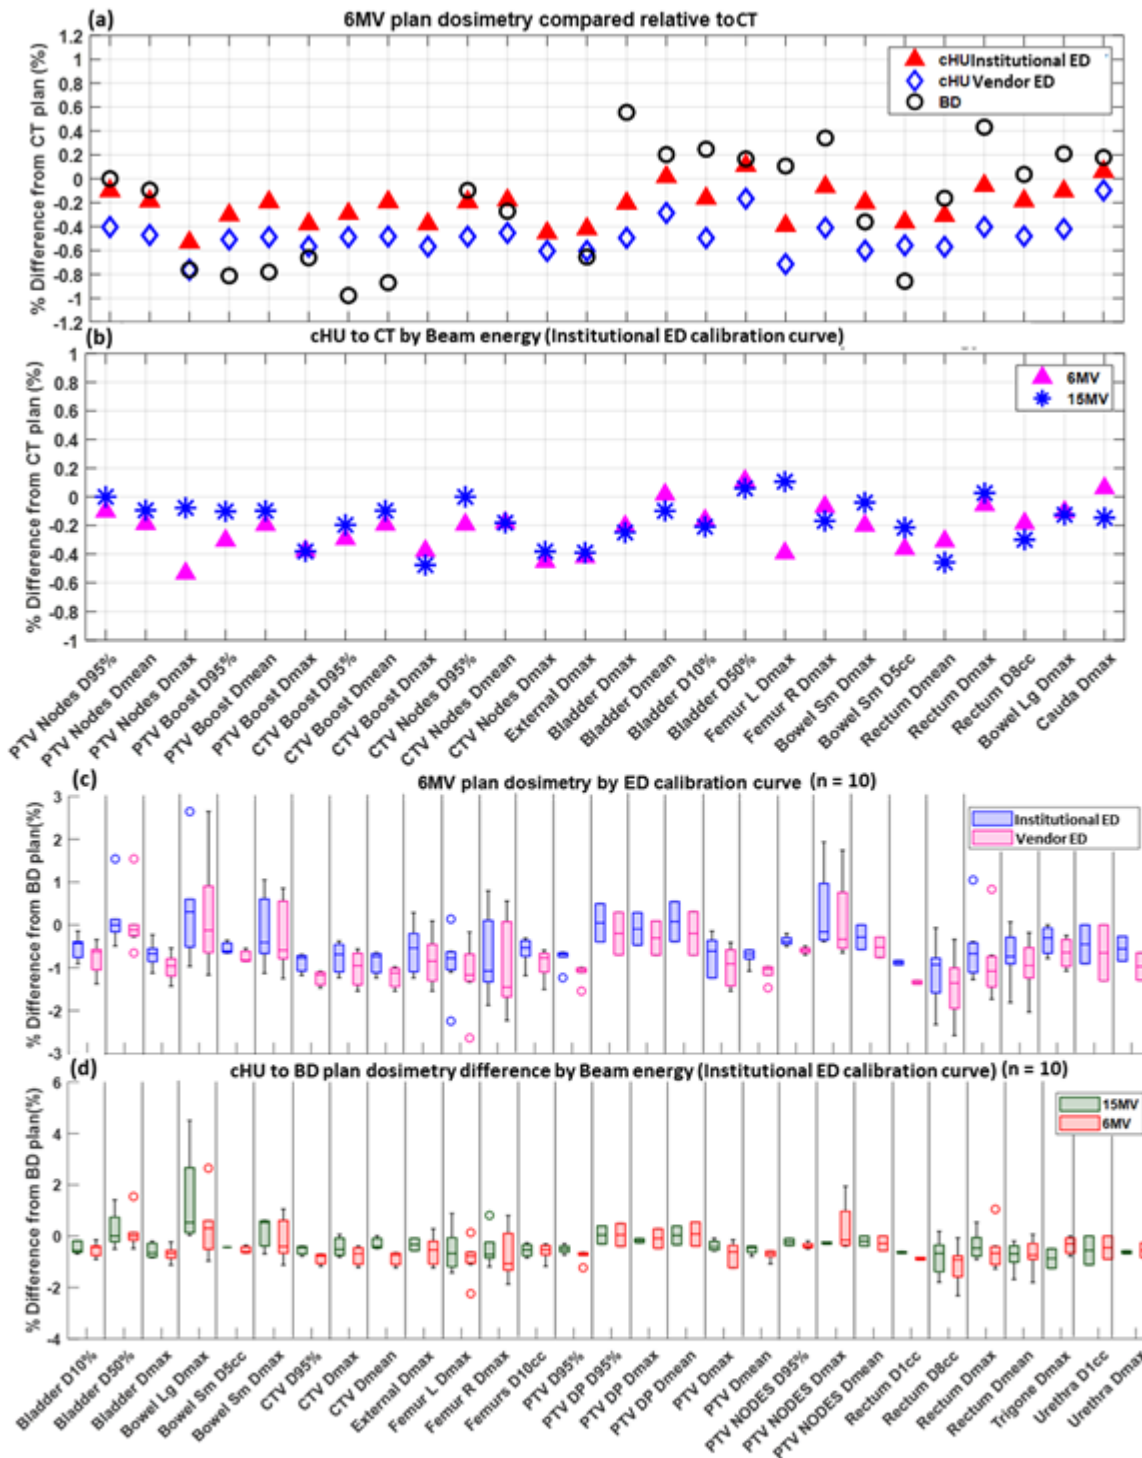 (a)
6MV plan dosimetry compared relative to CT
% Difference from CT plan (%)
1.2
1
0.8
0.6
0.4
0.2
0
-0.2
-0.4
-0.6
-0.8
-1
-1.2
cHU Institutional ED
cHU Vendor ED
BD
(b)
cHU to CT by Beam energy (Institutional ED calibration curve)
% Difference from CT plan (%)
1
0.8
0.6
0.4
0.2
0
-0.2
-0.4
-0.6
-0.8
-1
6MV
15MV
PTV Nodes D95%
PTV Nodes Dmean
PTV Nodes Dmax
PTV Boost D95%
PTV Boost Dmean
PTV Boost Dmax
CTV Boost D95%
CTV Boost Dmean
CTV Boost Dmax
CTV Nodes D95%
CTV Nodes Dmean
CTV Nodes Dmax
External Dmax
Bladder Dmax
Bladder Dmean
Bladder D10%
Bladder D50%
Femur L Dmax
Femur R Dmax
Bowel Sm Dmax
Bowel Sm D5cc
Rectum Dmean
Rectum Dmax
Rectum D8cc
Bowel Lg Dmax
Cauda Dmax
(c)
6MV plan dosimetry by ED calibration curve (n = 10)
% Difference from BD plan(%)
3
2
1
0
-1
-2
-3
Institutional ED
Vendor ED
(d)
cHU to BD plan dosimetry difference by Beam energy (Institutional ED calibration curve) (n = 10)
% Difference from BD plan(%)
6
4
2
0
-2
-4
15MV
6MV
Bladder D10%
Bladder D50%
Bladder Dmax
Bowel Lg Dmax
Bowel Sm D5cc
Bowel Sm Dmax
CTV D95%
CTV Dmax
CTV Dmean
External Dmax
Femur L Dmax
Femur R Dmax
Femurs D10cc
PTV D95%
PTV DP D95%
PTV DP Dmax
PTV DP Dmean
PTV Dmax
PTV Dmean
PTV NODES D95%
PTV NODES Dmax
PTV NODES Dmean
Rectum D1cc
Rectum D8cc
Rectum Dmax
Rectum Dmean
Trigone Dmax
Urethra D1cc
Urethra Dmax